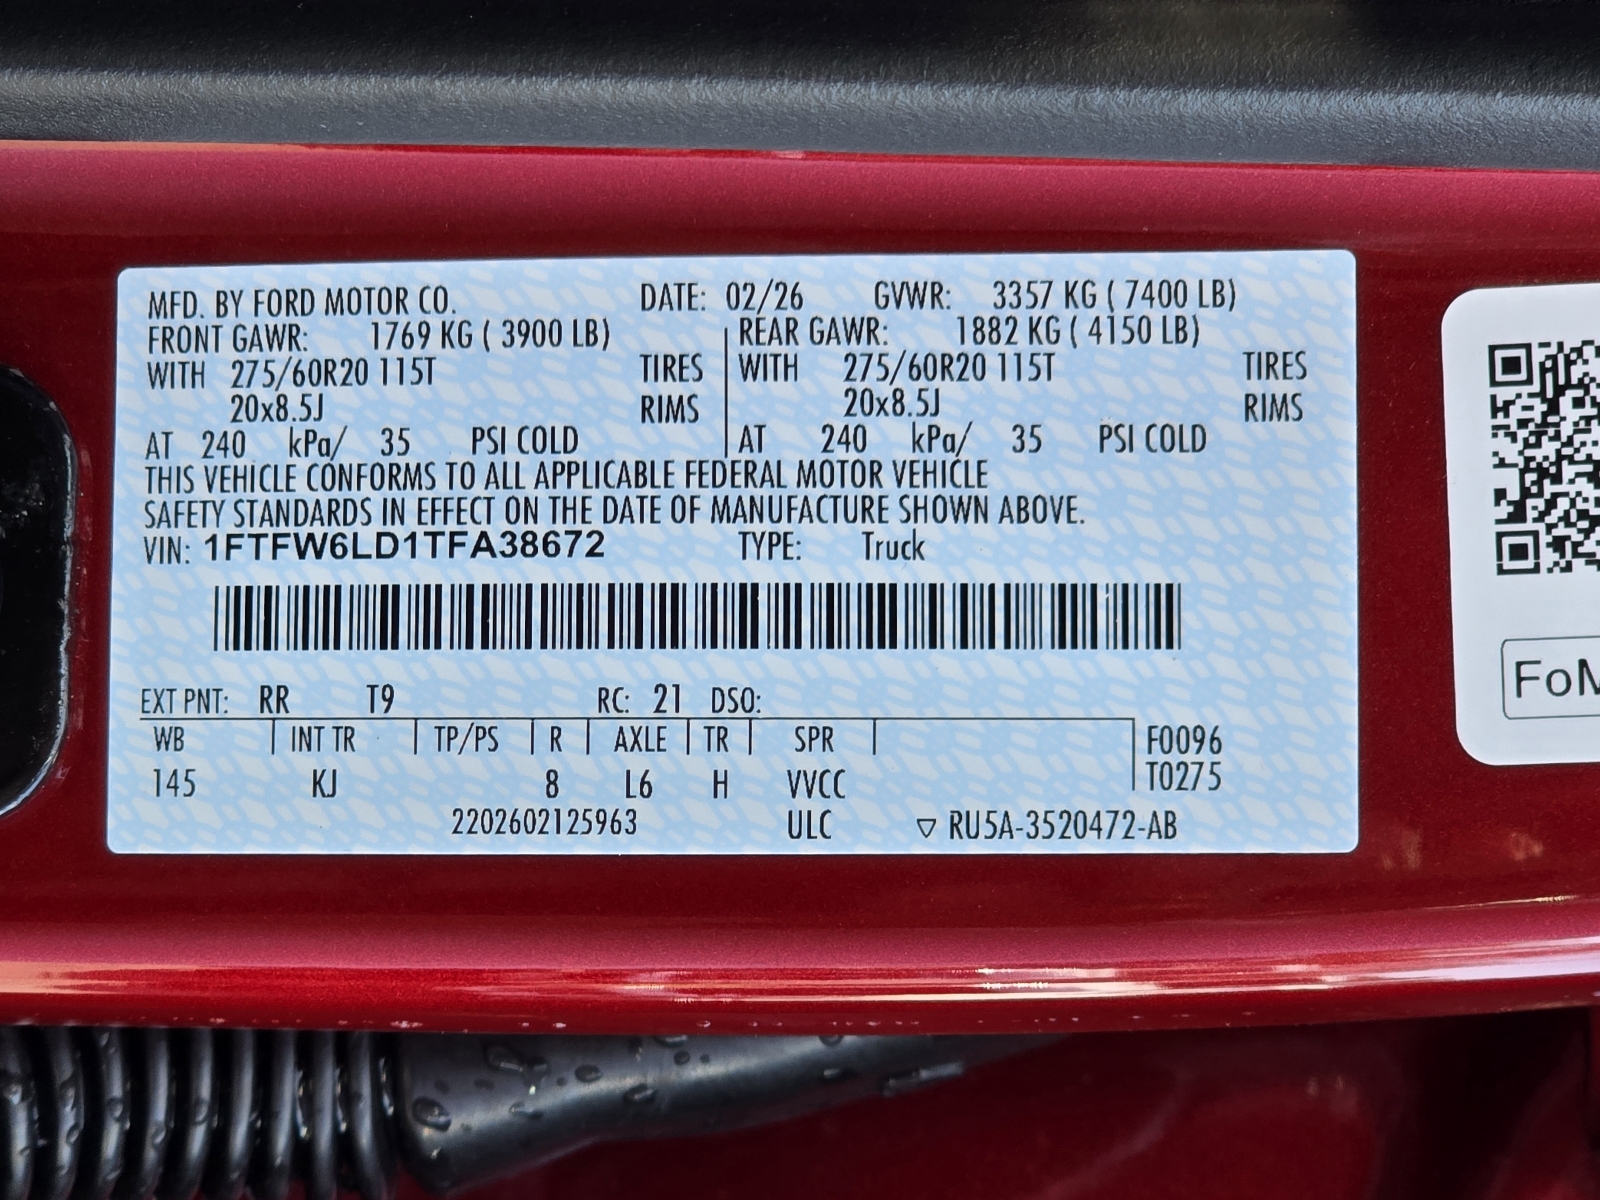 MFD. BY FORD MOTOR CO. DATE: 02/26 GVWR: 3357 KG ( 7400 LB)
FRONT GAWR: 1769 KG ( 3900 LB) REAR GAWR: 1882 KG ( 4150 LB)
WITH 275/60R20 115T TIRES WITH 275/60R20 115T TIRES
20x8.5J RIMS 20x8.5J RIMS
AT 240 kPa/ 35 PSI COLD AT 240 kPa/ 35 PSI COLD
THIS VEHICLE CONFORMS TO ALL APPLICABLE FEDERAL MOTOR VEHICLE
SAFETY STANDARDS IN EFFECT ON THE DATE OF MANUFACTURE SHOWN ABOVE.
VIN: 1FTFW6LD1TFA38672 TYPE: Truck
EXT PNT: RR T9 RC: 21 DSO:
WB INT TR TP/PS R AXLE TR SPR F0096
145 KJ 8 L6 H VVCC T0275
2202602125963 ULC ▽ RU5A-3520472-AB
FoM